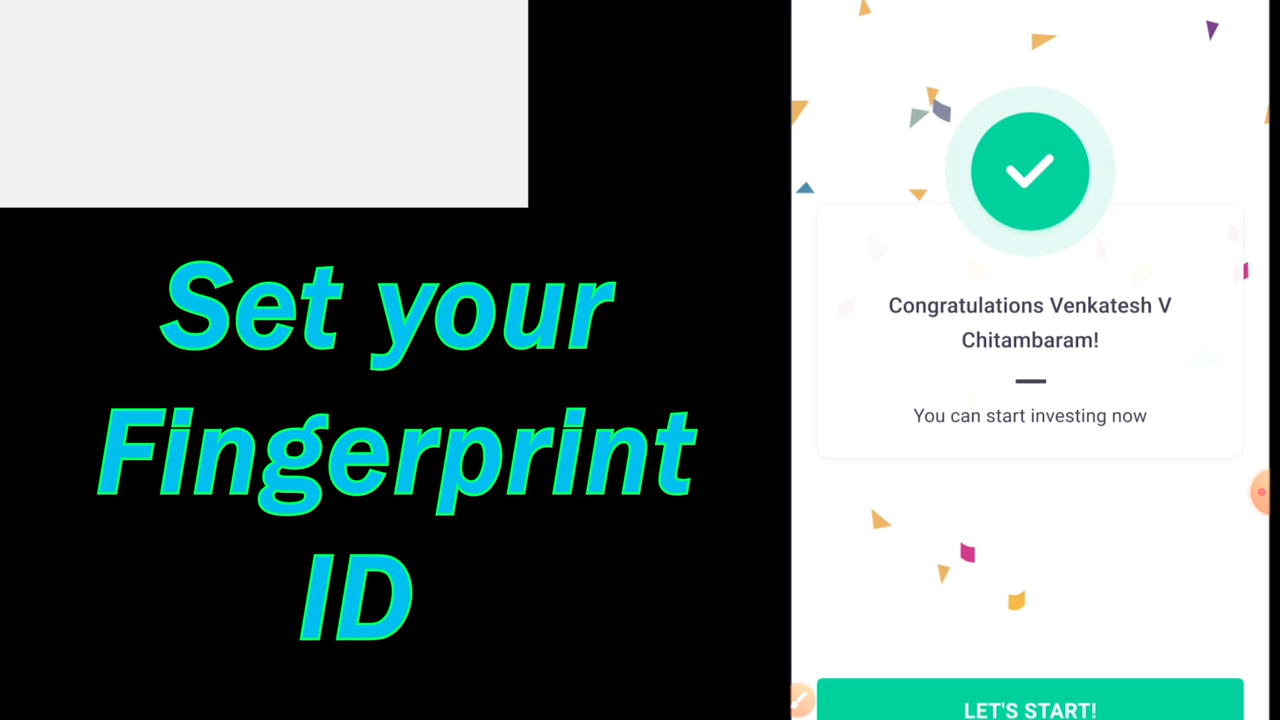 Set your
Fingerprint
ID
Congratulations Venkatesh V
Chitambaram!
You can start investing now
LET'S START!